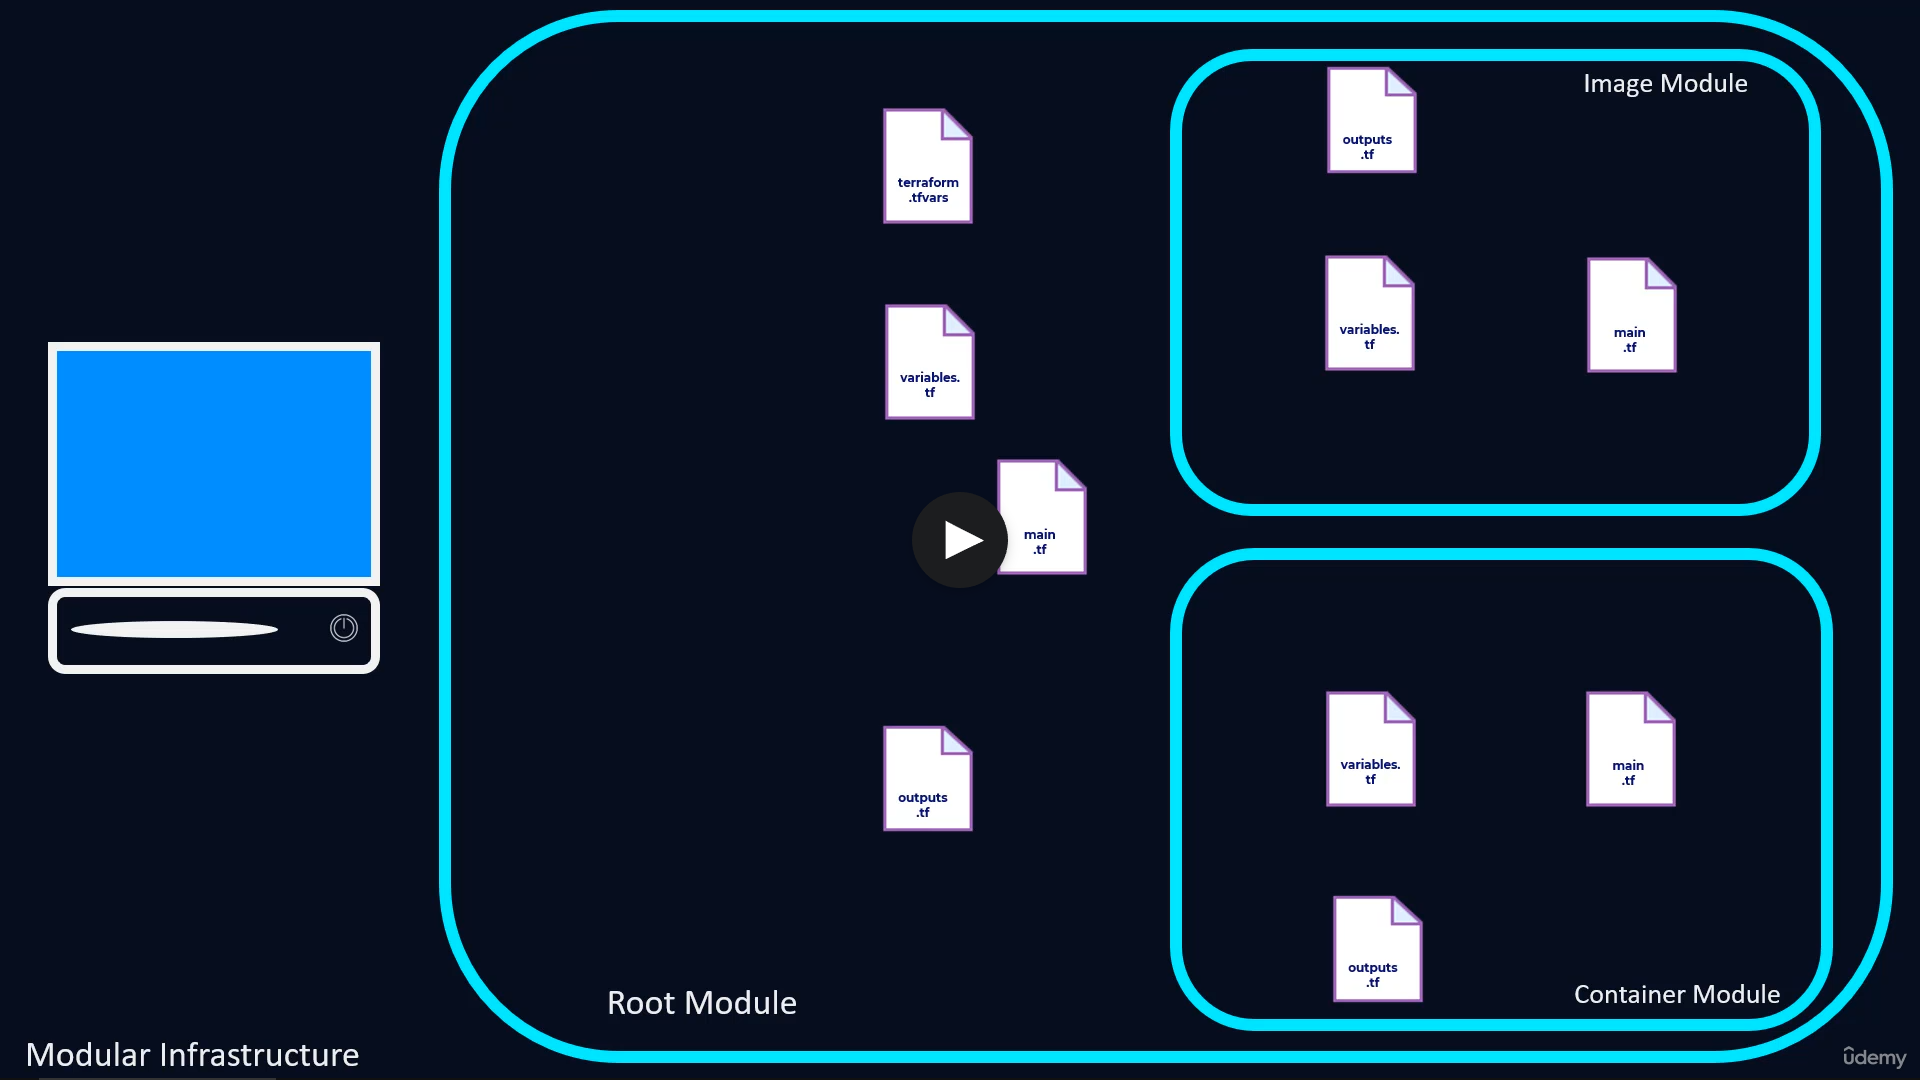 Image Module
outputs
.tf
terraform
.tfvars
variables.
tf
main
.tf
variables.
tf
main
.tf
variables.
tf
main
.tf
outputs
.tf
outputs
.tf
Container Module
Root Module
Modular Infrastructure
ûdemy